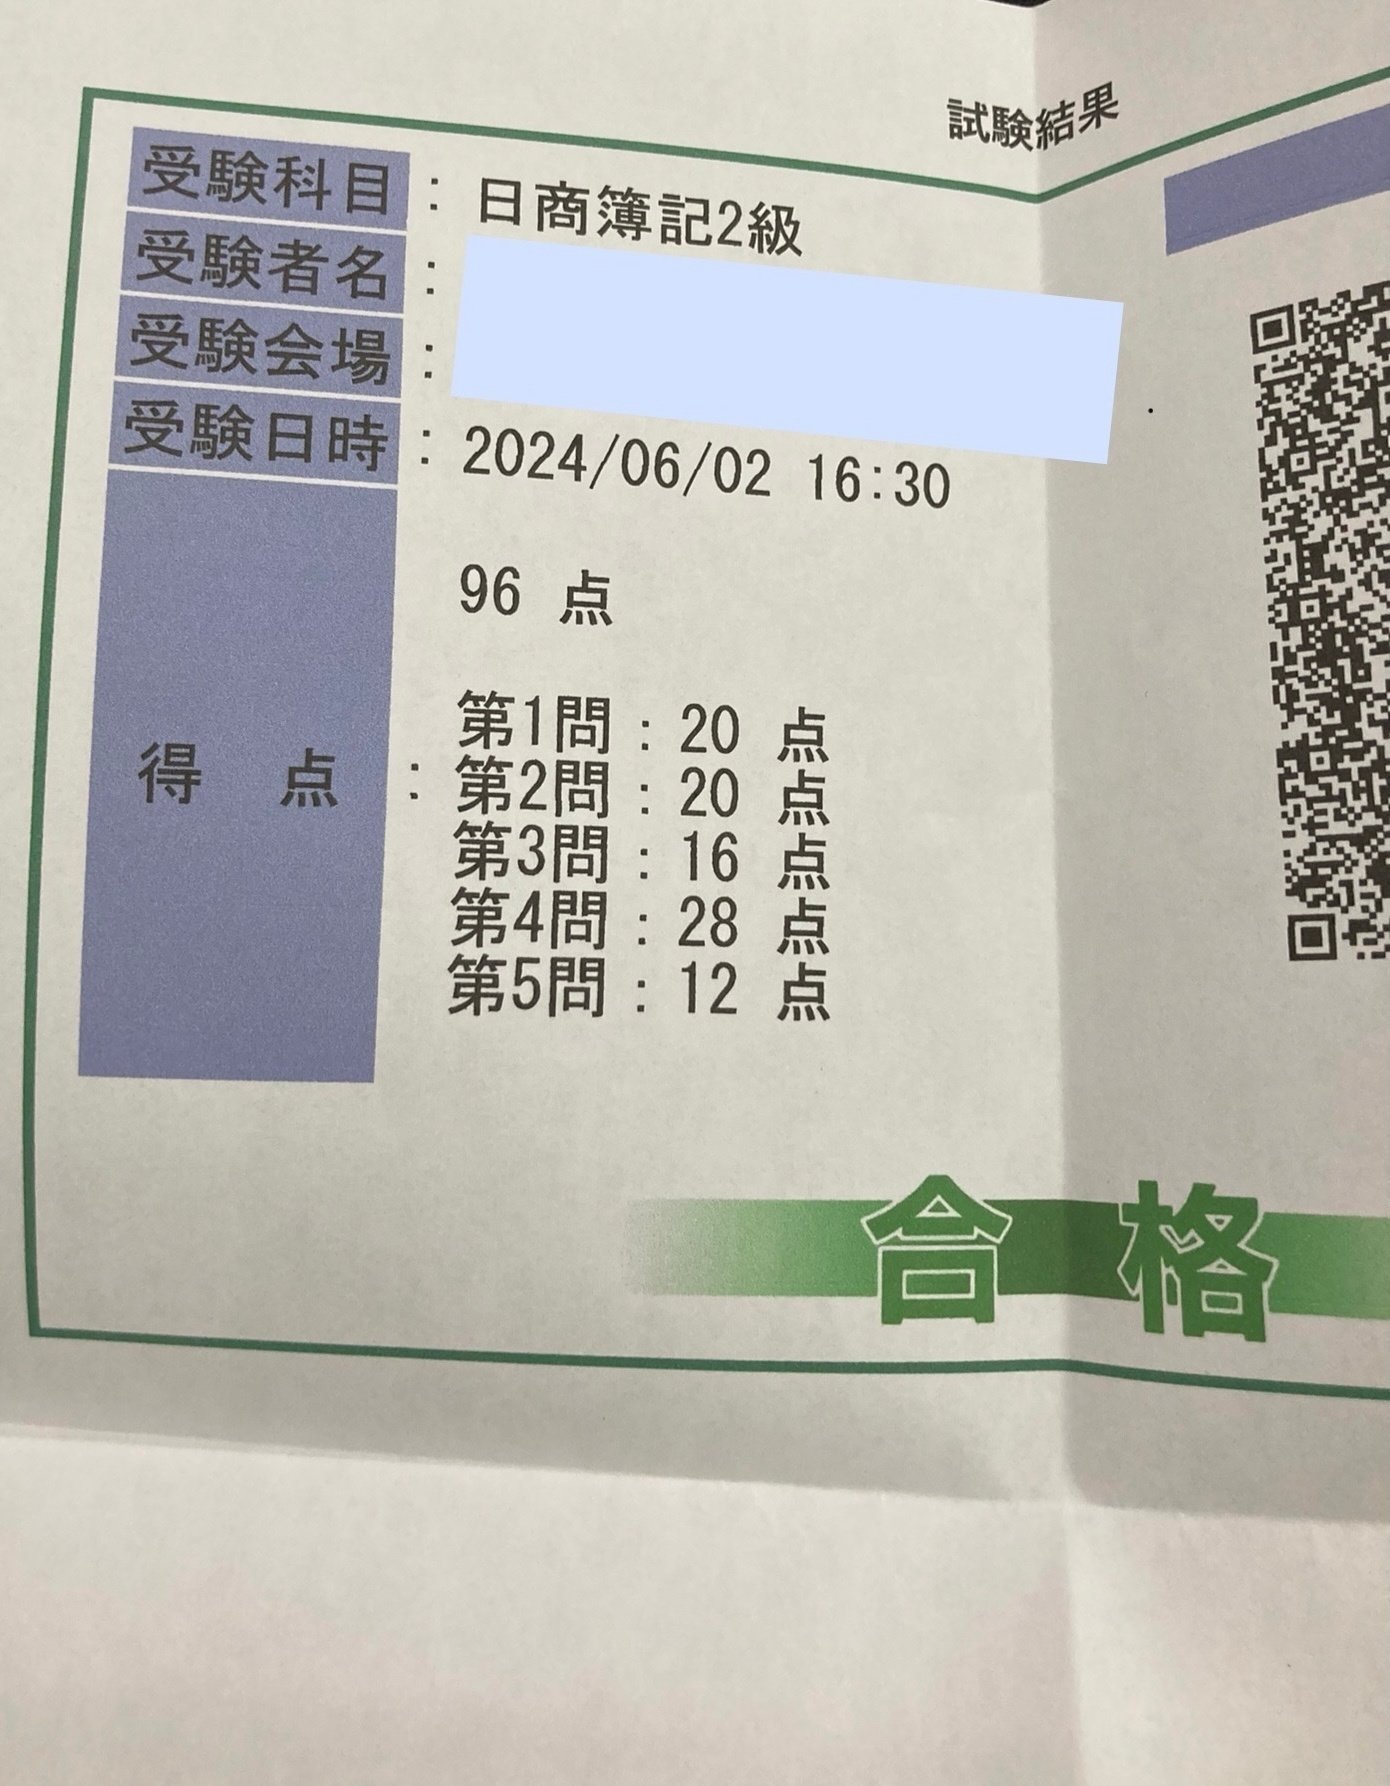 試験結果
受験科目 : 日商簿記2級
受験者名 :
受験会場 :
受験日時 : 2024/06/02 16:30
96 点
得 点 :
第1問 : 20 点
第2問 : 20 点
第3問 : 16 点
第4問 : 28 点
第5問 : 12 点
合格